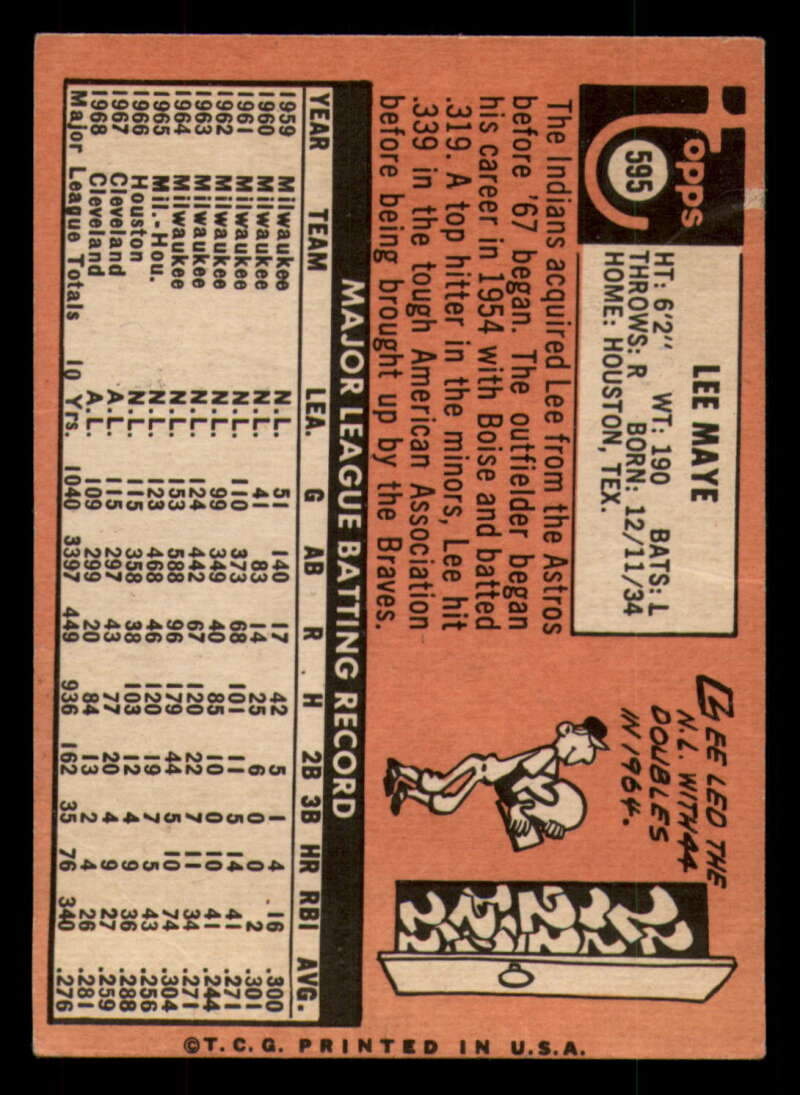 Topps
595
LEE MAYE
HT: 6'2" WT: 190 BATS: L
THROWS: R BORN: 12/11/34
HOME: HOUSTON, TEX.
The Indians acquired Lee from the Astros
before '67 began. The outfielder began
his career in 1954 with Boise and batted
.319. A top hitter in the minors, Lee hit
.339 in the tough American Association
before being brought up by the Braves.
LEE LED THE
N.L. WITH 44
DOUBLES
IN 1964.
2 2 2 2 2 2 2 2 2 2
MAJOR LEAGUE BATTING RECORD
YEAR TEAM LEA. G AB R H 2B 3B HR RBI AVG.
1959 Milwaukee N.L. 51 140 17 42 5 1 4 16 .300
1960 Milwaukee N.L. 41 83 14 25 6 0 0 2 .301
1961 Milwaukee N.L. 110 373 68 101 11 5 14 41 .271
1962 Milwaukee N.L. 99 349 40 85 10 0 10 41 .244
1963 Milwaukee N.L. 124 442 67 120 22 7 11 34 .271
1964 Milwaukee N.L. 153 588 96 179 44 5 10 74 .304
1965 Mil.-Hou. N.L. 123 468 46 120 19 7 5 43 .256
1966 Houston N.L. 115 358 38 103 12 4 9 36 .288
1967 Cleveland A.L. 115 297 43 77 20 4 9 27 .259
1968 Cleveland A.L. 109 299 20 84 13 2 4 26 .281
Major League Totals 10 Yrs. 1040 3397 449 936 162 35 76 340 .276
©T.C.G. PRINTED IN U.S.A.